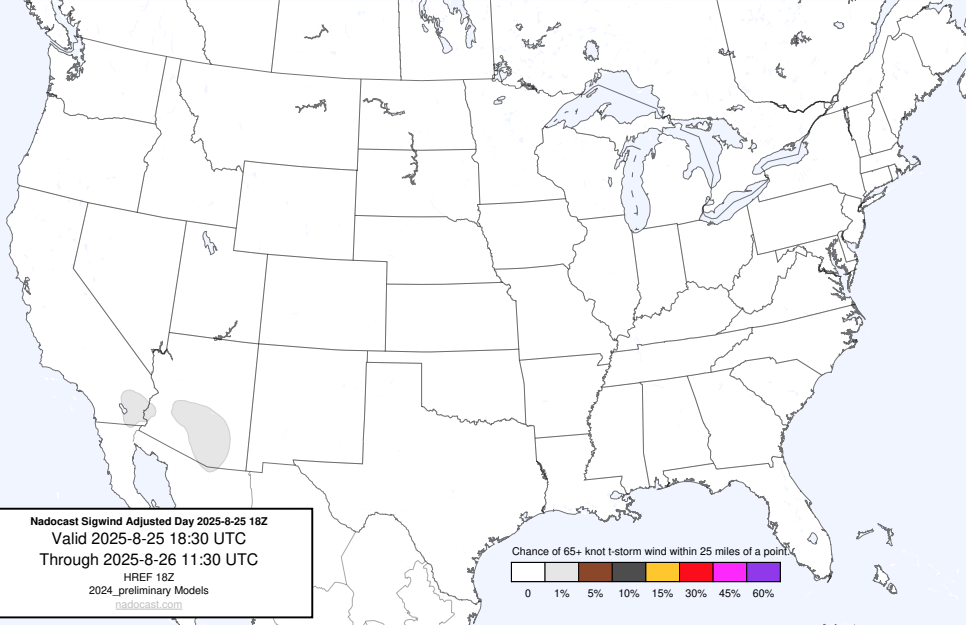 Nadocast Sigwind Adjusted Day 2025-8-25 18Z
Valid 2025-8-25 18:30 UTC
Through 2025-8-26 11:30 UTC
HREF 18Z
2024_preliminary Models
nadocast.com
Chance of 65+ knot t-storm wind within 25 miles of a point.
0 1% 5% 10% 15% 30% 45% 60%